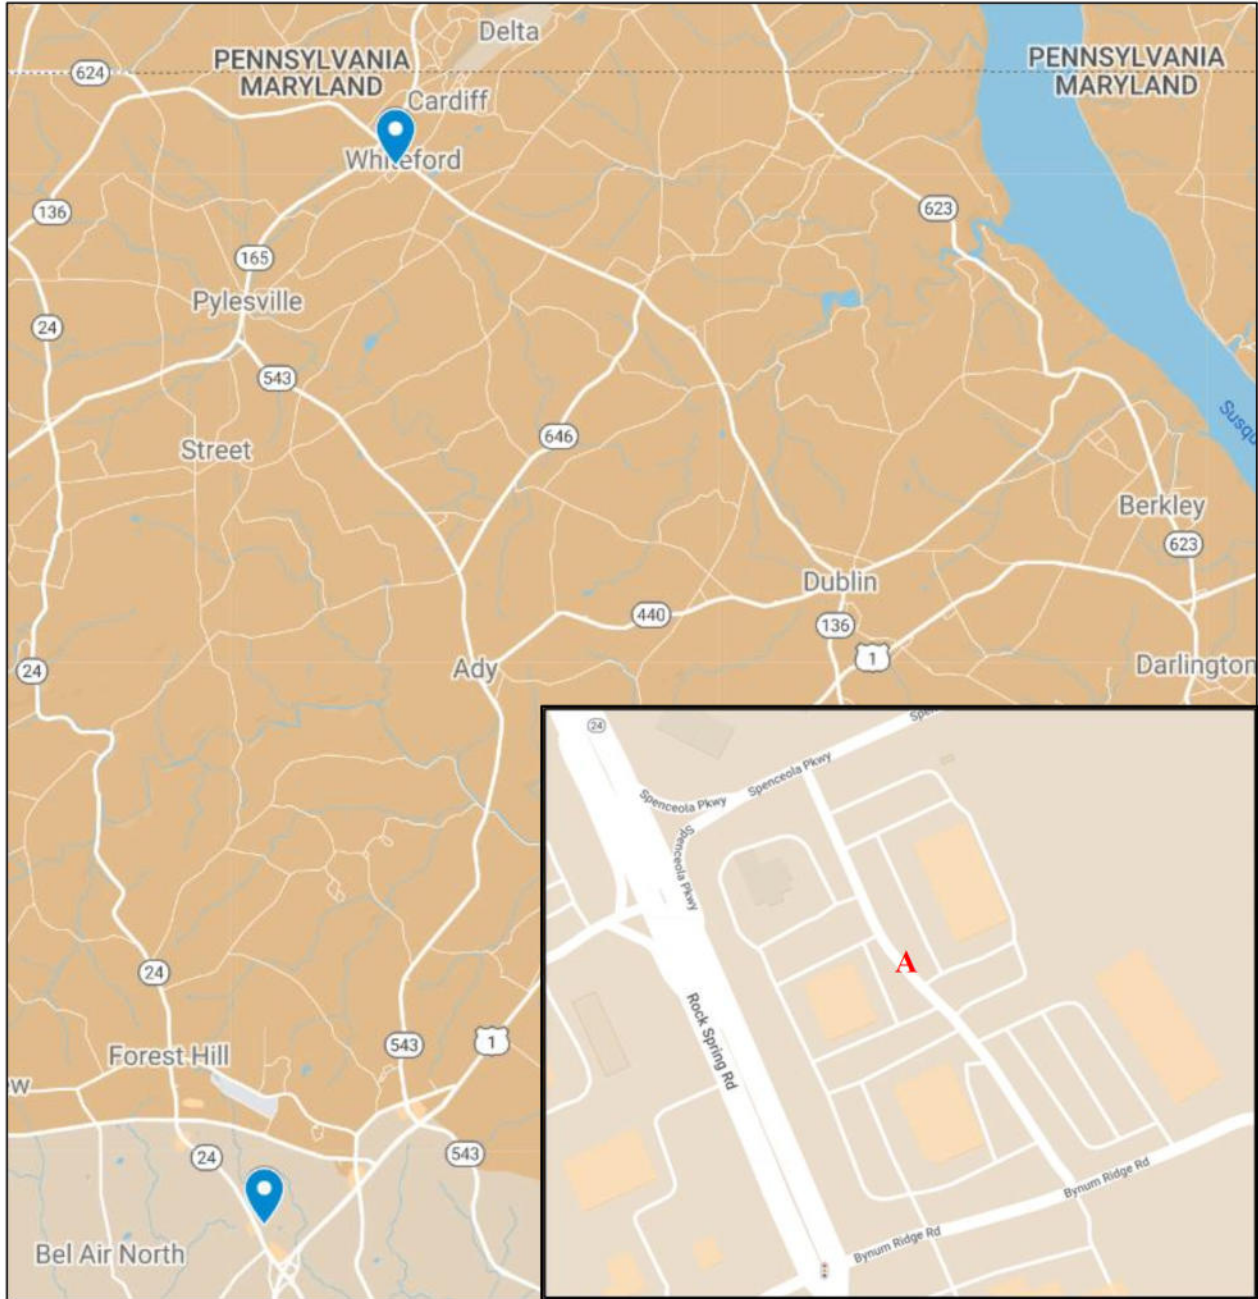 Delta
PENNSYLVANIA
MARYLAND
PENNSYLVANIA
MARYLAND
624
Cardiff
Whiteford
136
623
165
Pylesville
24
543
Susqu
646
Street
Berkley
623
Dublin
440
136
1
24
Ady
Darlington
24
Spenceola Pkwy
Spenceola Pkwy
Spenceola Pkwy
A
24
Rock Spring Rd
543
1
Forest Hill
ew
24
543
Bynum Ridge Rd
Bynum Ridge Rd
Bel Air North